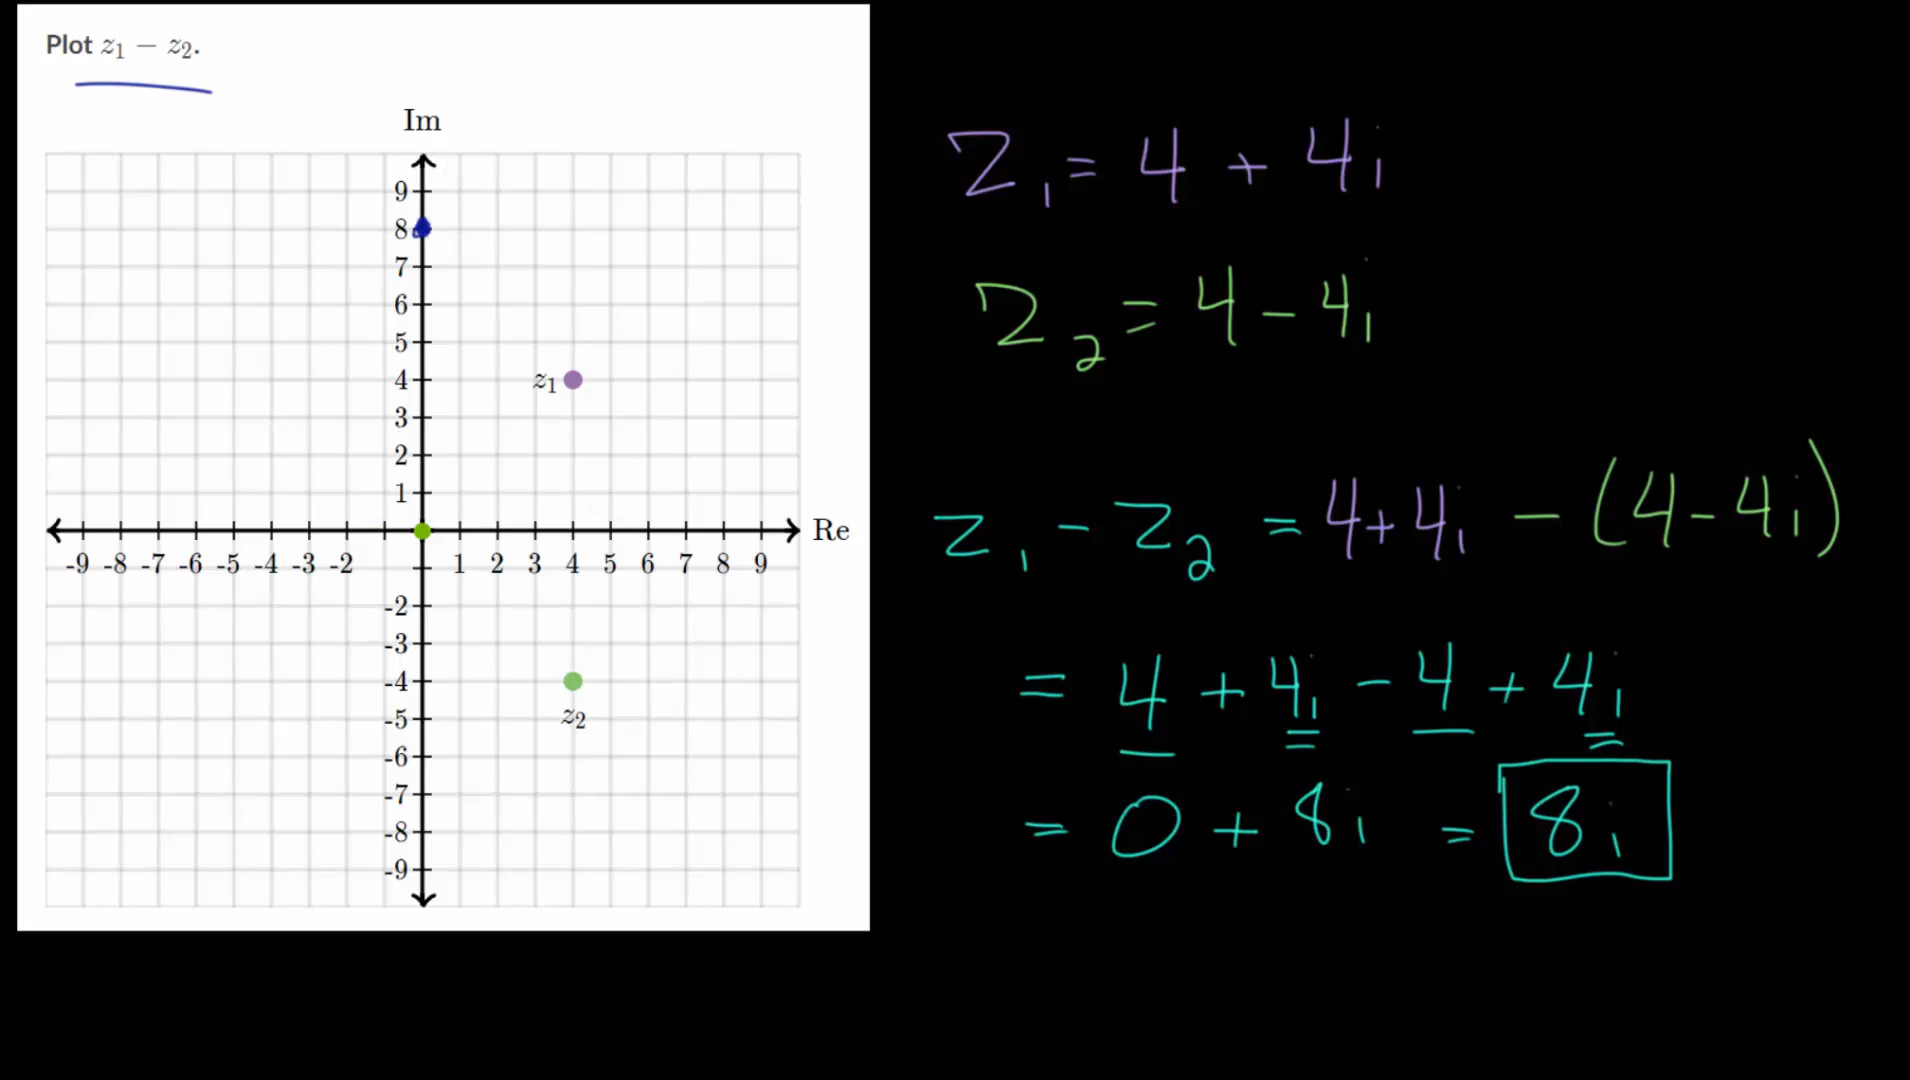 Plot z₁ − z₂.
Im
9
8
7
6
5
4
3
2
1
Re
-9 -8 -7 -6 -5 -4 -3 -2 1 2 3 4 5 6 7 8 9
-2
-3
-4
-5
-6
-7
-8
-9
z₁
z₂
z₁ = 4 + 4i
z₂ = 4 − 4i
z₁ − z₂ = 4+4i − (4 − 4i)
= 4 + 4i − 4 + 4i
= 0 + 8i = 8i